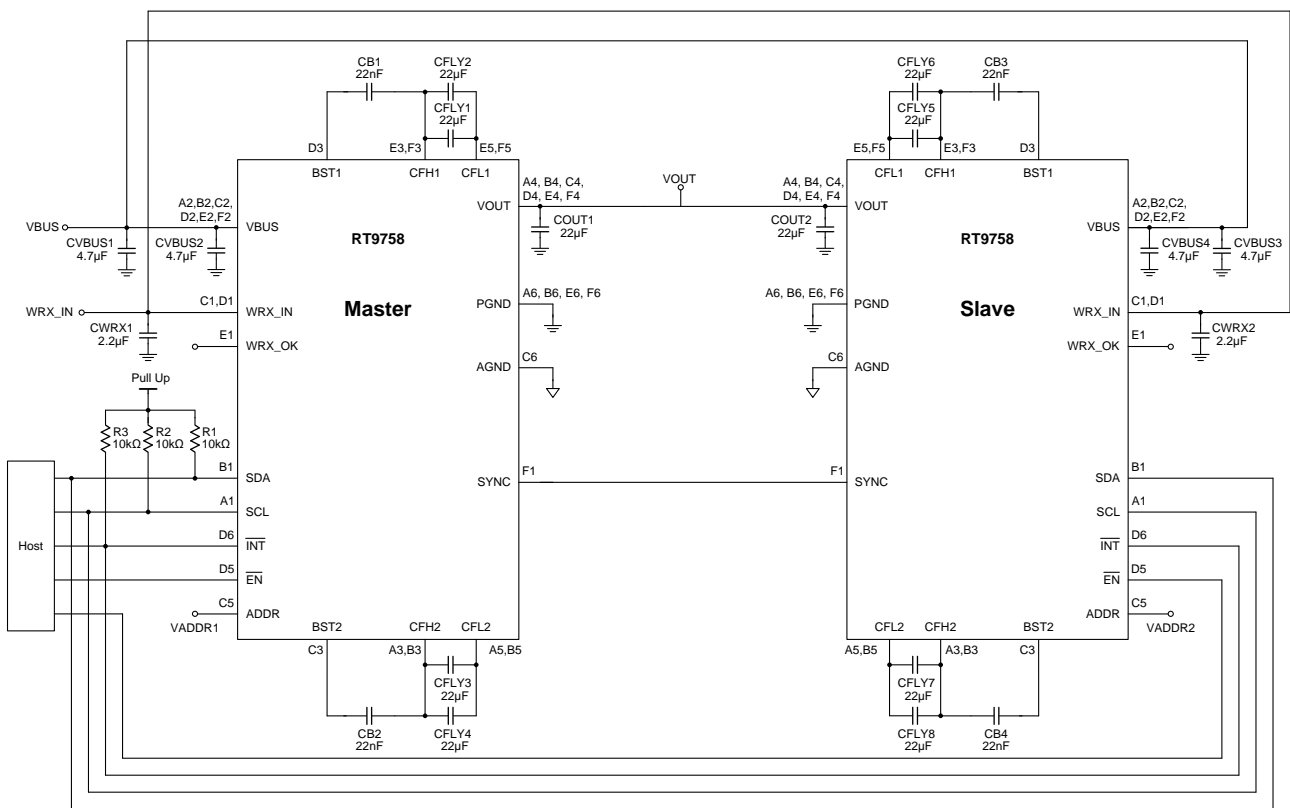 CB1
22nF
CFLY2
22µF
CFLY1
22µF
CFLY6
22µF
CFLY5
22µF
CB3
22nF
D3
E3,F3
E5,F5
E5,F5
E3,F3
D3
BST1
CFH1
CFL1
CFL1
CFH1
BST1
A4, B4, C4,
D4, E4, F4
VOUT
A4, B4, C4,
D4, E4, F4
VOUT
VOUT
COUT1
22µF
COUT2
22µF
A2,B2,C2,
D2,E2,F2
VBUS
VBUS
CVBUS1
4.7µF
CVBUS2
4.7µF
A2,B2,C2,
D2,E2,F2
VBUS
CVBUS4
4.7µF
CVBUS3
4.7µF
RT9758
Master
RT9758
Slave
C1,D1
WRX_IN
WRX_IN
CWRX1
2.2µF
E1
WRX_OK
A6, B6, E6, F6
PGND
A6, B6, E6, F6
PGND
C1,D1
WRX_IN
CWRX2
2.2µF
E1
WRX_OK
C6
AGND
C6
AGND
Pull Up
R3
10kΩ
R2
10kΩ
R1
10kΩ
Host
B1
SDA
A1
SCL
D6
INT
D5
EN
C5
ADDR
VADDR1
F1
SYNC
F1
SYNC
B1
SDA
A1
SCL
D6
INT
D5
EN
C5
ADDR
VADDR2
BST2
CFH2
CFL2
CFL2
CFH2
BST2
C3
A3,B3
A5,B5
A5,B5
A3,B3
C3
CFLY3
22µF
CB2
22nF
CFLY4
22µF
CFLY7
22µF
CFLY8
22µF
CB4
22nF